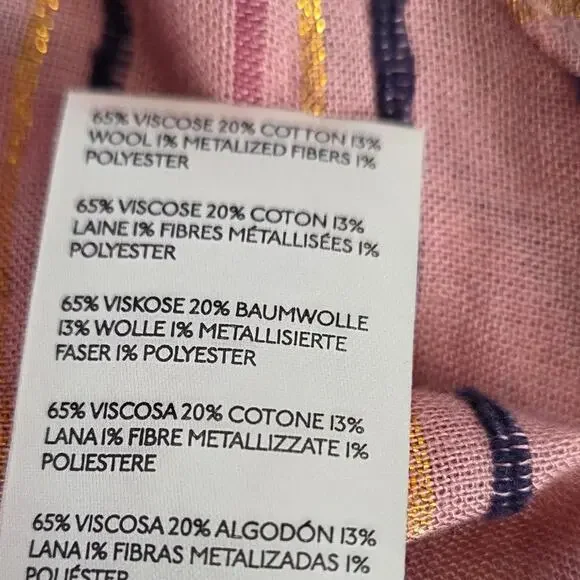 65% VISCOSE 20% COTTON 13%
WOOL 1% METALIZED FIBERS 1%
POLYESTER
65% VISCOSE 20% COTON 13%
LAINE 1% FIBRES MÉTALLISÉES 1%
POLYESTER
65% VISKOSE 20% BAUMWOLLE
13% WOLLE 1% METALLISIERTE
FASER 1% POLYESTER
65% VISCOSA 20% COTONE 13%
LANA 1% FIBRE METALLIZZATE 1%
POLIESTERE
65% VISCOSA 20% ALGODÓN 13%
LANA 1% FIBRAS METALIZADAS 1%
POLIÉSTER